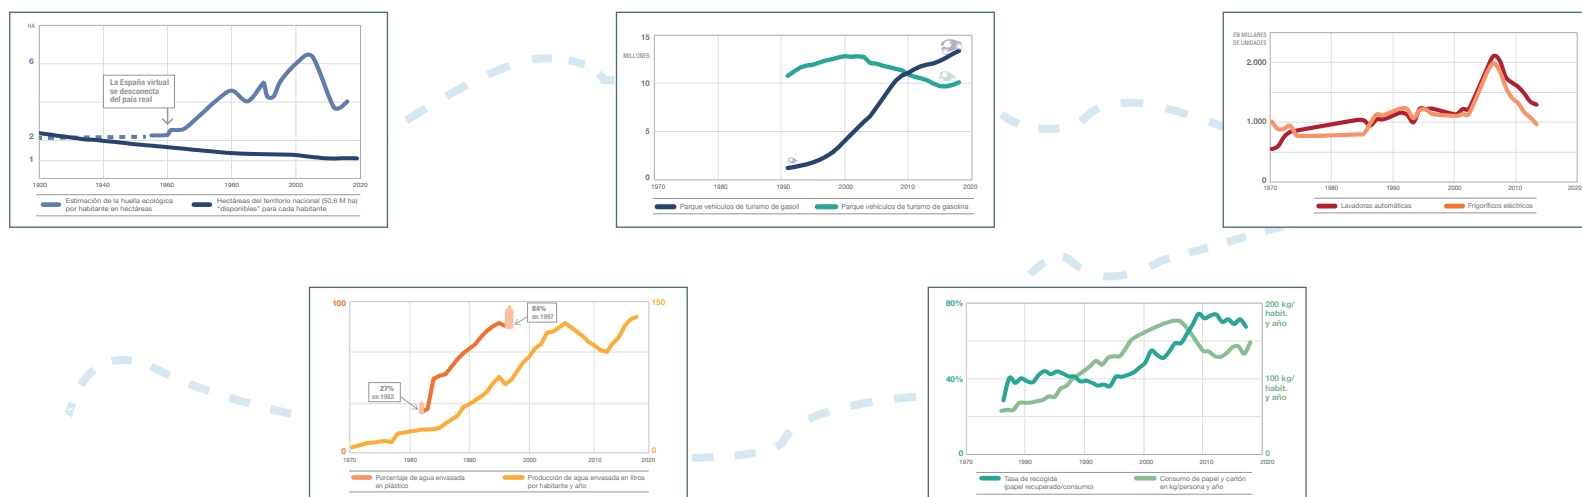 HA
6
2
1
La España virtual
se desconecta
del país real
1920 1940 1960 1980 2000 2020
Estimación de la huella ecológica
por habitante en hectáreas
Hectáreas del territorio nacional (50,6 M ha)
"disponibles" para cada habitante
15
MILLONES
10
5
0
1970 1980 1990 2000 2010 2020
Parque vehículos de turismo de gasoil
Parque vehículos de turismo de gasolina
EN MILLARES
DE UNIDADES
2.000
1.000
0
1970 1980 1990 2000 2010 2020
Lavadoras automáticas
Frigoríficos eléctricos
100
0
150
0
27%
en 1982
84%
en 1997
1970 1980 1990 2000 2010 2020
Porcentaje de agua envasada
en plástico
Producción de agua envasada en litros
por habitante y año
80%
40%
0
200 kg/
habit.
y año
100 kg/
habit.
y año
0
1970 1980 1990 2000 2010 2020
Tasa de recogida
(papel recuperado/consumo)
Consumo de papel y cartón
en kg/persona y año